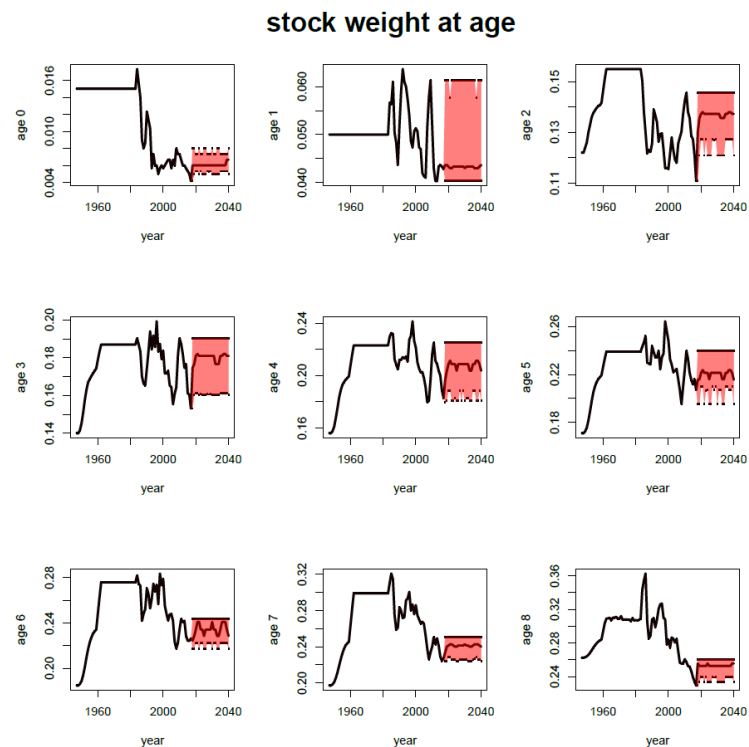 stock weight at age
age 0
0.004 0.010 0.016
1960 2000 2040
year
age 1
0.040 0.050 0.060
1960 2000 2040
year
age 2
0.11 0.13 0.15
1960 2000 2040
year
age 3
0.14 0.16 0.18 0.20
1960 2000 2040
year
age 4
0.16 0.20 0.24
1960 2000 2040
year
age 5
0.18 0.22 0.26
1960 2000 2040
year
age 6
0.20 0.24 0.28
1960 2000 2040
year
age 7
0.20 0.24 0.28 0.32
1960 2000 2040
year
age 8
0.24 0.28 0.32 0.36
1960 2000 2040
year